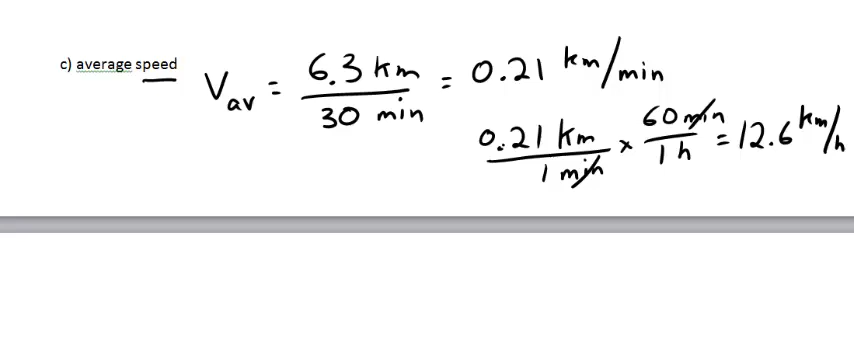 c) average speed
Vav = 6.3 km / 30 min = 0.21 km/min
0.21 km / 1 min × 60 min / 1 h = 12.6 km/h